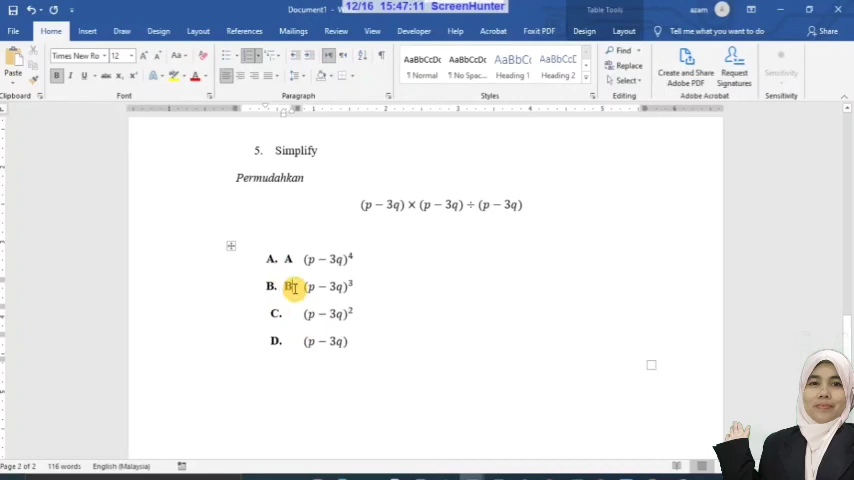 12/16 15:47:11 ScreenHunter
Document1 - W
Table Tools
azam
File Home Insert Draw Design Layout References Mailings Review View Developer Help Acrobat Foxit PDF Design Layout Tell me what you want to do Share
Paste
Times New Ro 12
AaBbCcDc AaBbCcDc AaBbCc AaBbCcD
¶ Normal ¶ No Spac... Heading 1 Heading 2
Find
Replace
Select
Create and Share Adobe PDF
Request Signatures
Sensitivity
Clipboard Font Paragraph Styles Editing Adobe Acrobat Sensitivity
5. Simplify
Permudahkan
(p − 3q) × (p − 3q) ÷ (p − 3q)
A. A (p − 3q)⁴
B. B (p − 3q)³
C. (p − 3q)²
D. (p − 3q)
Page 2 of 2 116 words English (Malaysia)